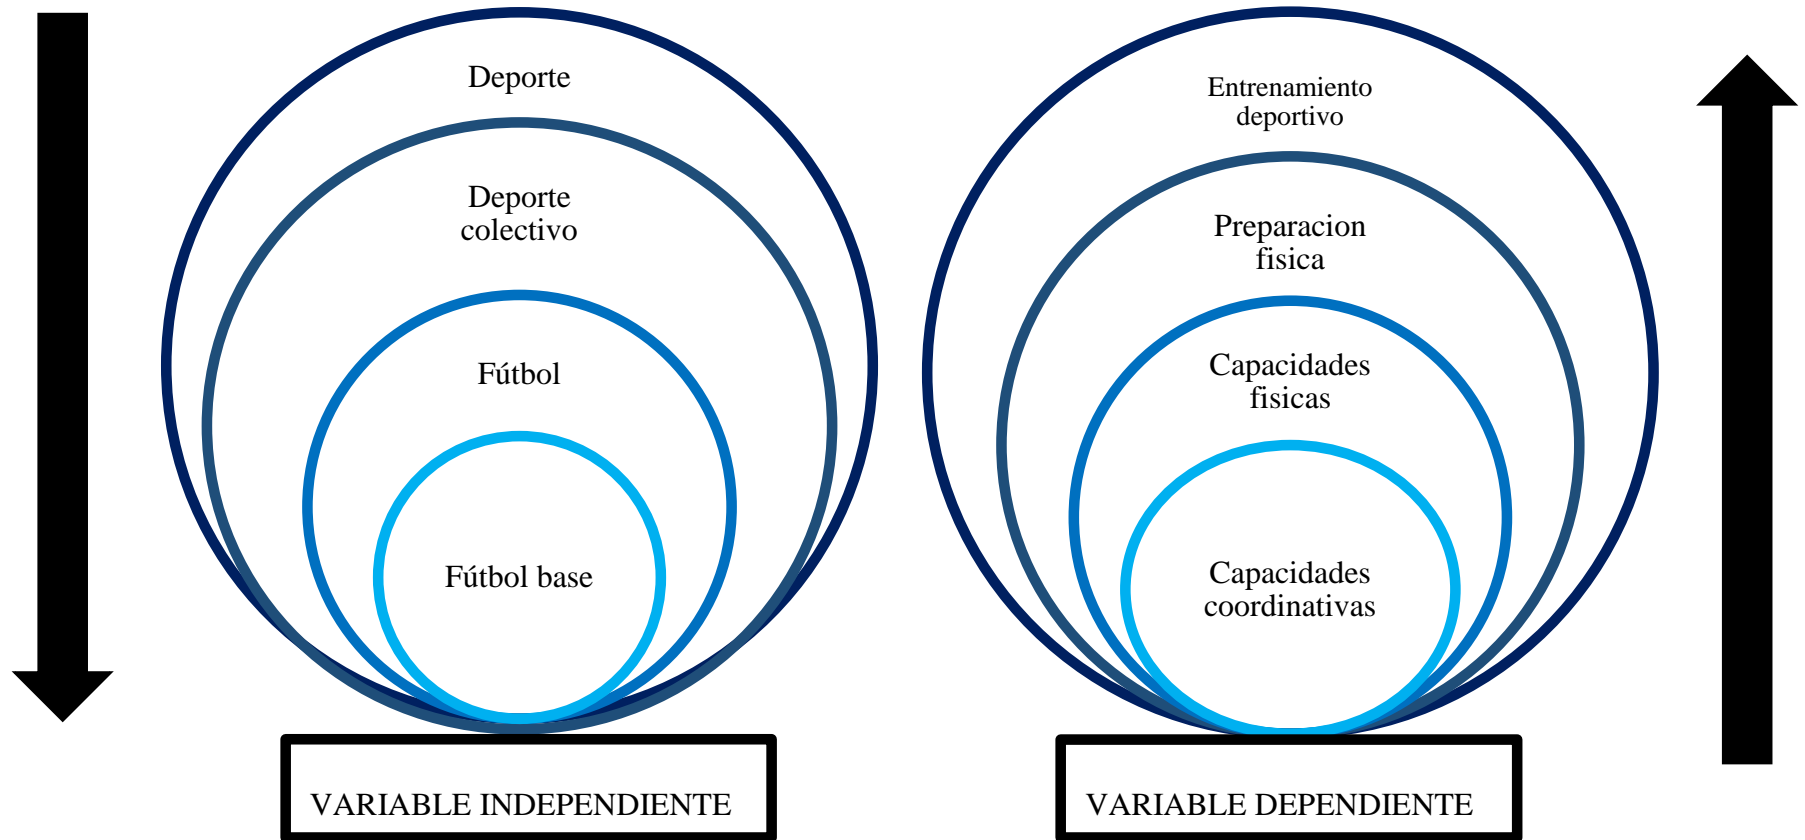 Deporte
Deporte
colectivo
Fútbol
Fútbol base
VARIABLE INDEPENDIENTE
Entrenamiento
deportivo
Preparacion
fisica
Capacidades
fisicas
Capacidades
coordinativas
VARIABLE DEPENDIENTE